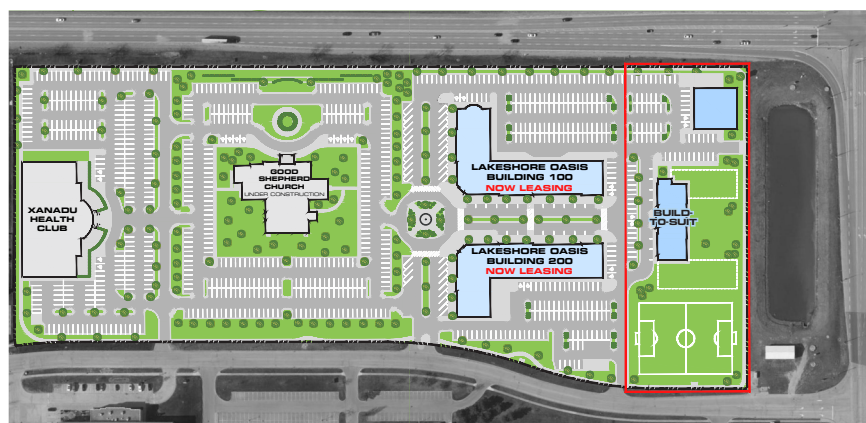 XANADU
HEALTH
CLUB
GOOD
SHEPHERD
CHURCH
UNDER CONSTRUCTION
LAKESHORE OASIS
BUILDING 100
NOW LEASING
LAKESHORE OASIS
BUILDING 200
NOW LEASING
BUILD-
TO-SUIT